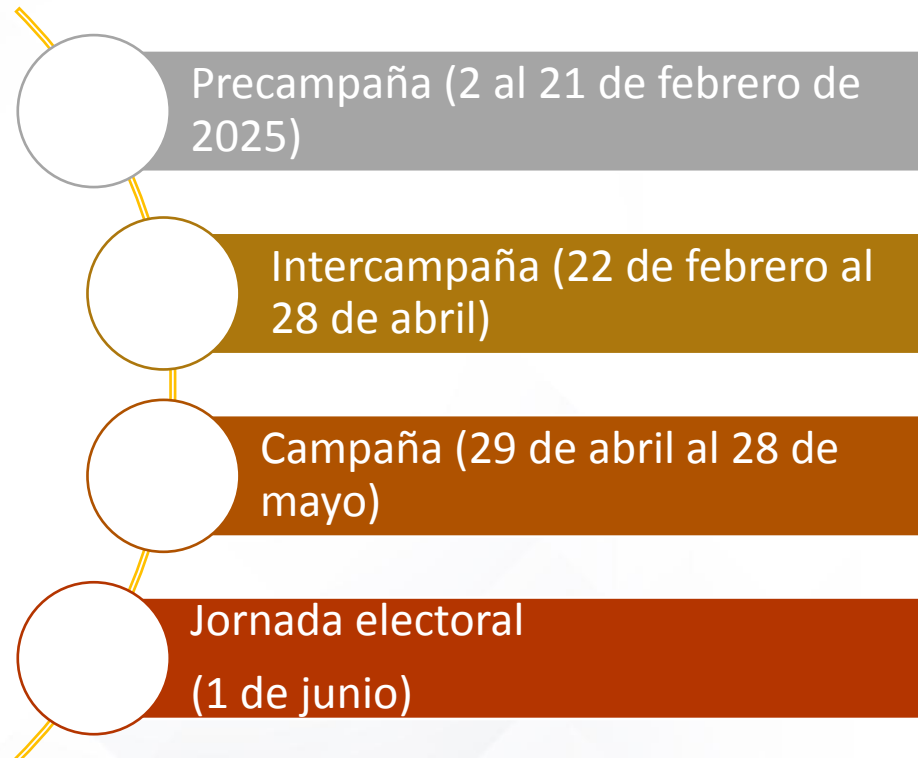 Precampaña (2 al 21 de febrero de
2025)
Intercampaña (22 de febrero al
28 de abril)
Campaña (29 de abril al 28 de
mayo)
Jornada electoral
(1 de junio)